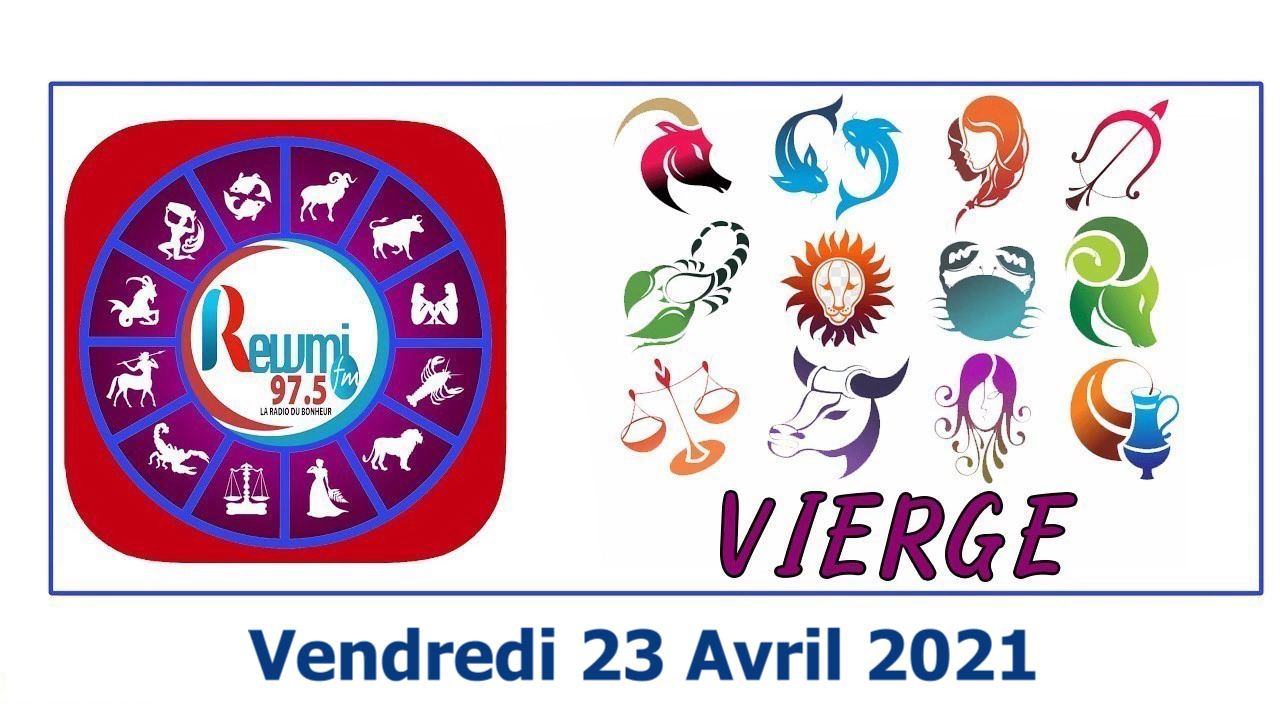 Rewmi
fm
97.5
LA RADIO DU BONHEUR
VIERGE
Vendredi 23 Avril 2021